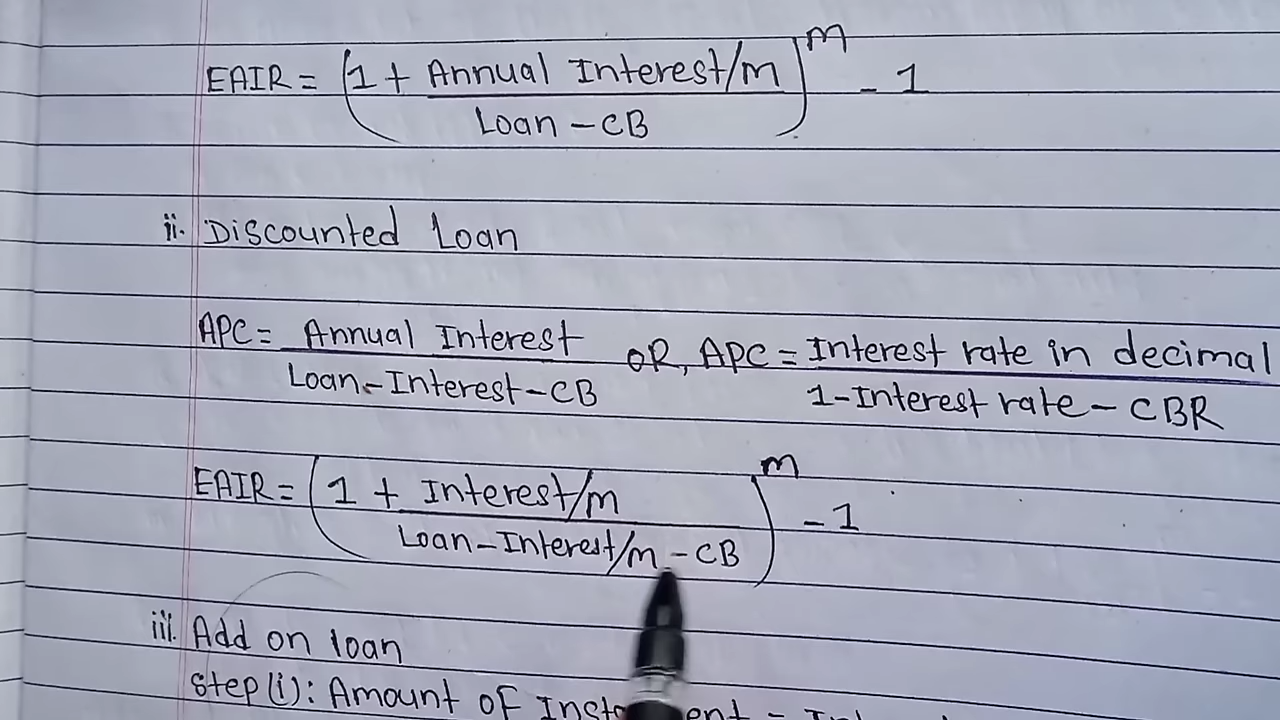 EAIR = (1 + Annual Interest/m / Loan - CB)^m - 1
ii. Discounted Loan
APC = Annual Interest / Loan - Interest - CB OR, APC = Interest rate in decimal / 1 - Interest rate - CBR
EAIR = (1 + Interest/m / Loan - Interest/m - CB)^m - 1
iii. Add on loan
Step (i): Amount of